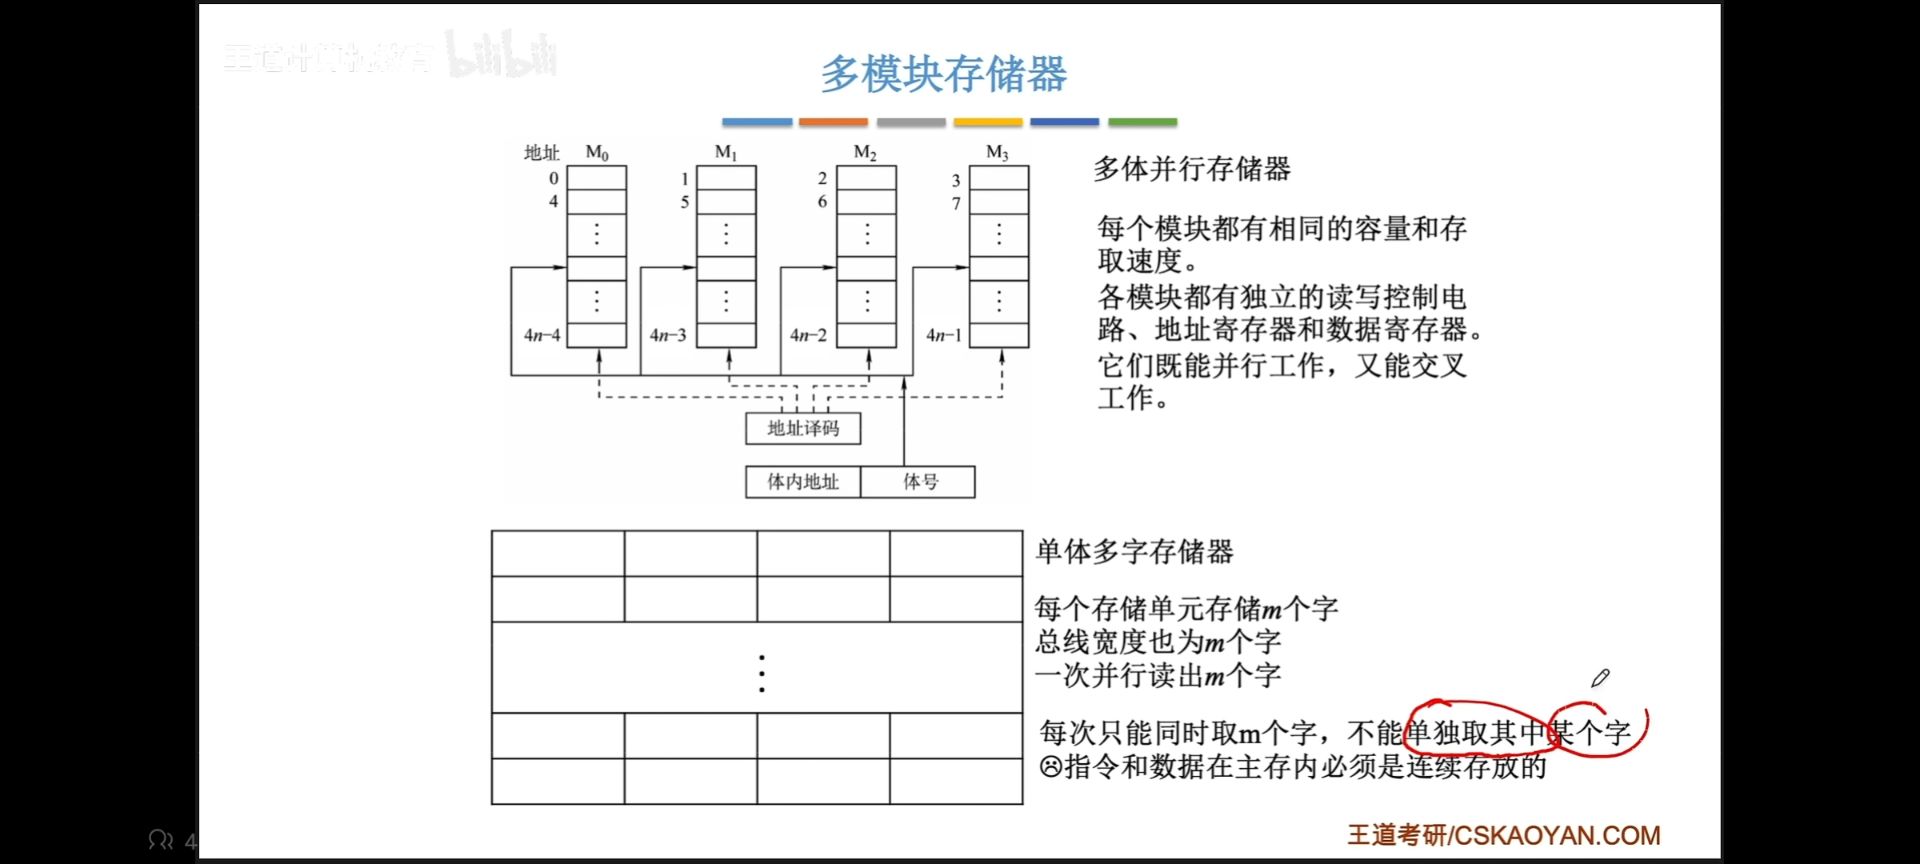 王道计算机教育 bilibili
多模块存储器
地址 M₀ M₁ M₂ M₃
0 1 2 3
4 5 6 7
4n−4 4n−3 4n−2 4n−1
地址译码
体内地址 体号
多体并行存储器
每个模块都有相同的容量和存
取速度。
各模块都有独立的读写控制电
路、地址寄存器和数据寄存器。
它们既能并行工作，又能交叉
工作。
单体多字存储器
每个存储单元存储m个字
总线宽度也为m个字
一次并行读出m个字
每次只能同时取m个字，不能单独取其中某个字
☹指令和数据在主存内必须是连续存放的
王道考研/CSKAOYAN.COM
4